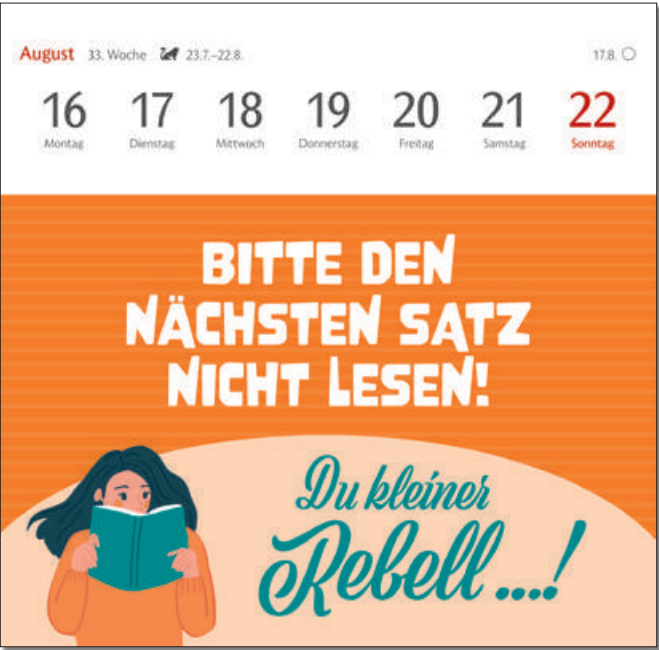 August 33. Woche 23.7.–22.8. 17.8.
16 17 18 19 20 21 22
Montag Dienstag Mittwoch Donnerstag Freitag Samstag Sonntag
BITTE DEN
NÄCHSTEN SATZ
NICHT LESEN!
Du kleiner
Rebell ....!